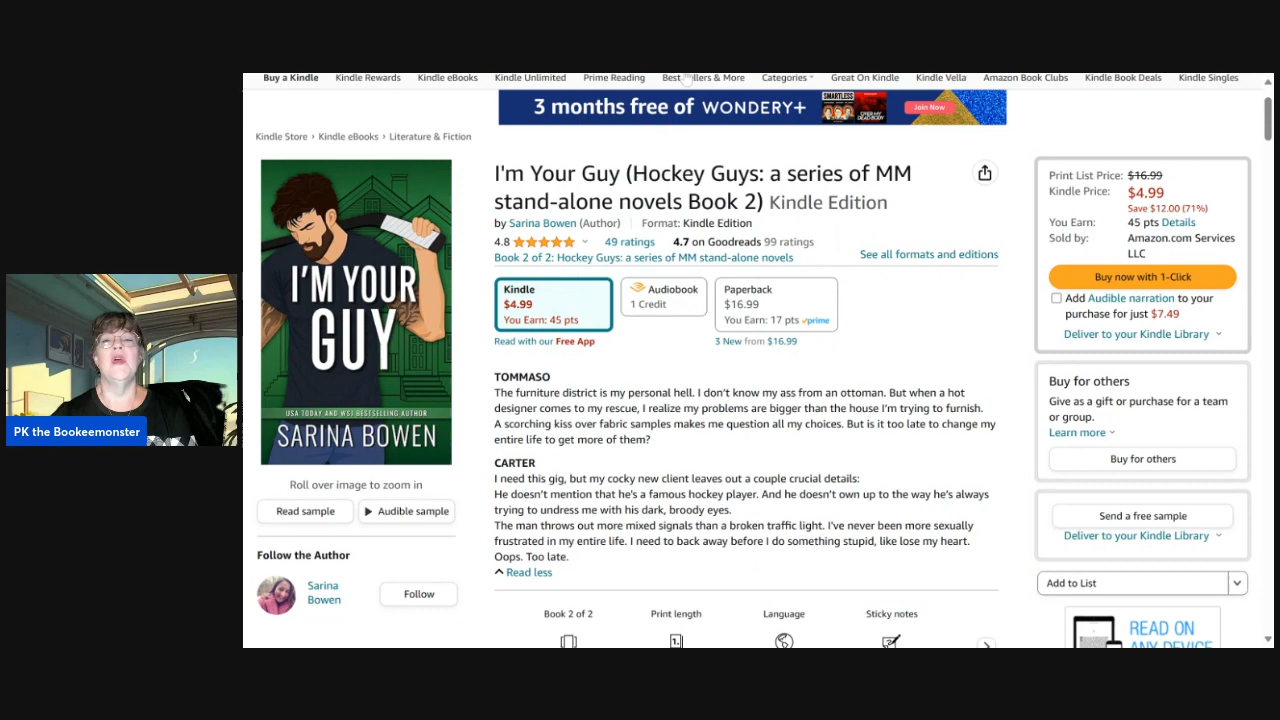 Buy a Kindle Kindle Rewards Kindle eBooks Kindle Unlimited Prime Reading Best Sellers & More Categories Great On Kindle Kindle Vella Amazon Book Clubs Kindle Book Deals Kindle Singles
3 months free of WONDERY+
SMARTLESS
OVER MY DEAD BODY
Join Now
Kindle Store › Kindle eBooks › Literature & Fiction
I'M YOUR
GUY
USA TODAY AND WSJ BESTSELLING AUTHOR
SARINA BOWEN
Roll over image to zoom in
Read sample
Audible sample
Follow the Author
Sarina
Bowen
Follow
PK the Bookeemonster
I'm Your Guy (Hockey Guys: a series of MM
stand-alone novels Book 2) Kindle Edition
by Sarina Bowen (Author) Format: Kindle Edition
4.8 49 ratings 4.7 on Goodreads 99 ratings
Book 2 of 2: Hockey Guys: a series of MM stand-alone novels
See all formats and editions
Kindle
$4.99
You Earn: 45 pts
Read with our Free App
Audiobook
1 Credit
Paperback
$16.99
You Earn: 17 pts prime
3 New from $16.99
TOMMASO
The furniture district is my personal hell. I don't know my ass from an ottoman. But when a hot
designer comes to my rescue, I realize my problems are bigger than the house I'm trying to furnish.
A scorching kiss over fabric samples makes me question all my choices. But is it too late to change my
entire life to get more of them?
CARTER
I need this gig, but my cocky new client leaves out a couple crucial details:
He doesn't mention that he's a famous hockey player. And he doesn't own up to the way he's always
trying to undress me with his dark, broody eyes.
The man throws out more mixed signals than a broken traffic light. I've never been more sexually
frustrated in my entire life. I need to back away before I do something stupid, like lose my heart.
Oops. Too late.
Read less
Book 2 of 2 Print length Language Sticky notes
1.
Print List Price: $16.99
Kindle Price: $4.99
Save $12.00 (71%)
You Earn: 45 pts Details
Sold by: Amazon.com Services
LLC
Buy now with 1-Click
Add Audible narration to your
purchase for just $7.49
Deliver to your Kindle Library
Buy for others
Give as a gift or purchase for a team
or group.
Learn more
Buy for others
Send a free sample
Deliver to your Kindle Library
Add to List
READ ON
ANY DEVICE